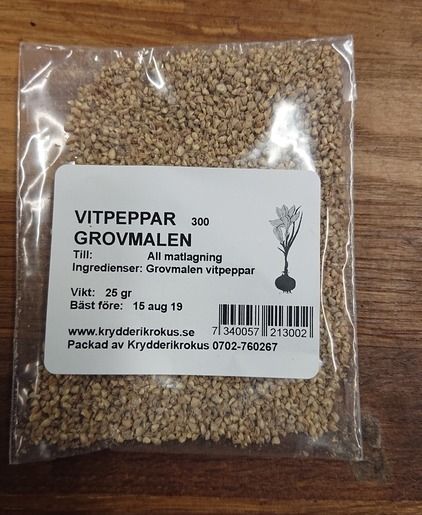 VITPEPPAR 300
GROVMALEN
Till: All matlagning
Ingredienser: Grovmalen vitpeppar
Vikt: 25 gr
Bäst före: 15 aug 19
www.krydderikrokus.se
7 340057 213002
Packad av Krydderikrokus 0702-760267